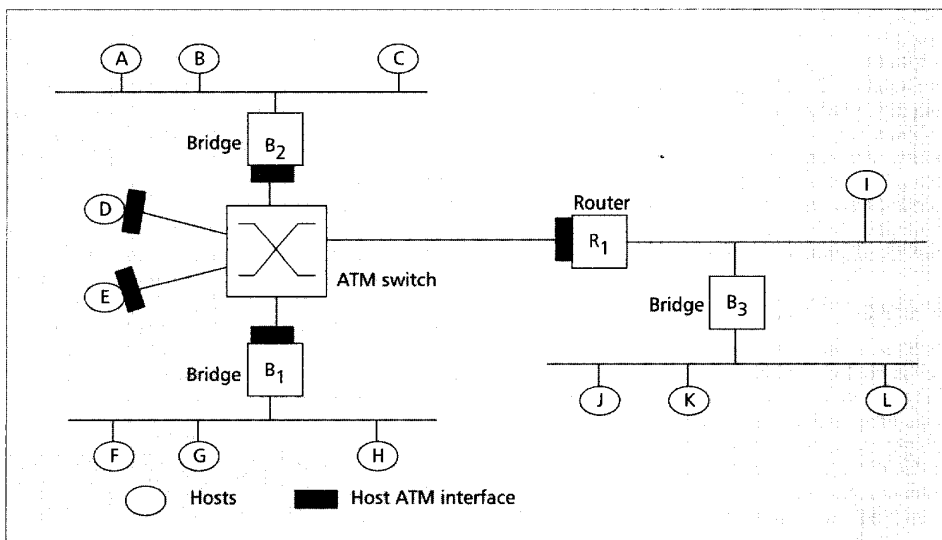 A
B
C
Bridge
B2
D
Router
I
R1
E
ATM switch
Bridge
B3
Bridge
B1
J
K
L
F
G
H
Hosts
Host ATM interface